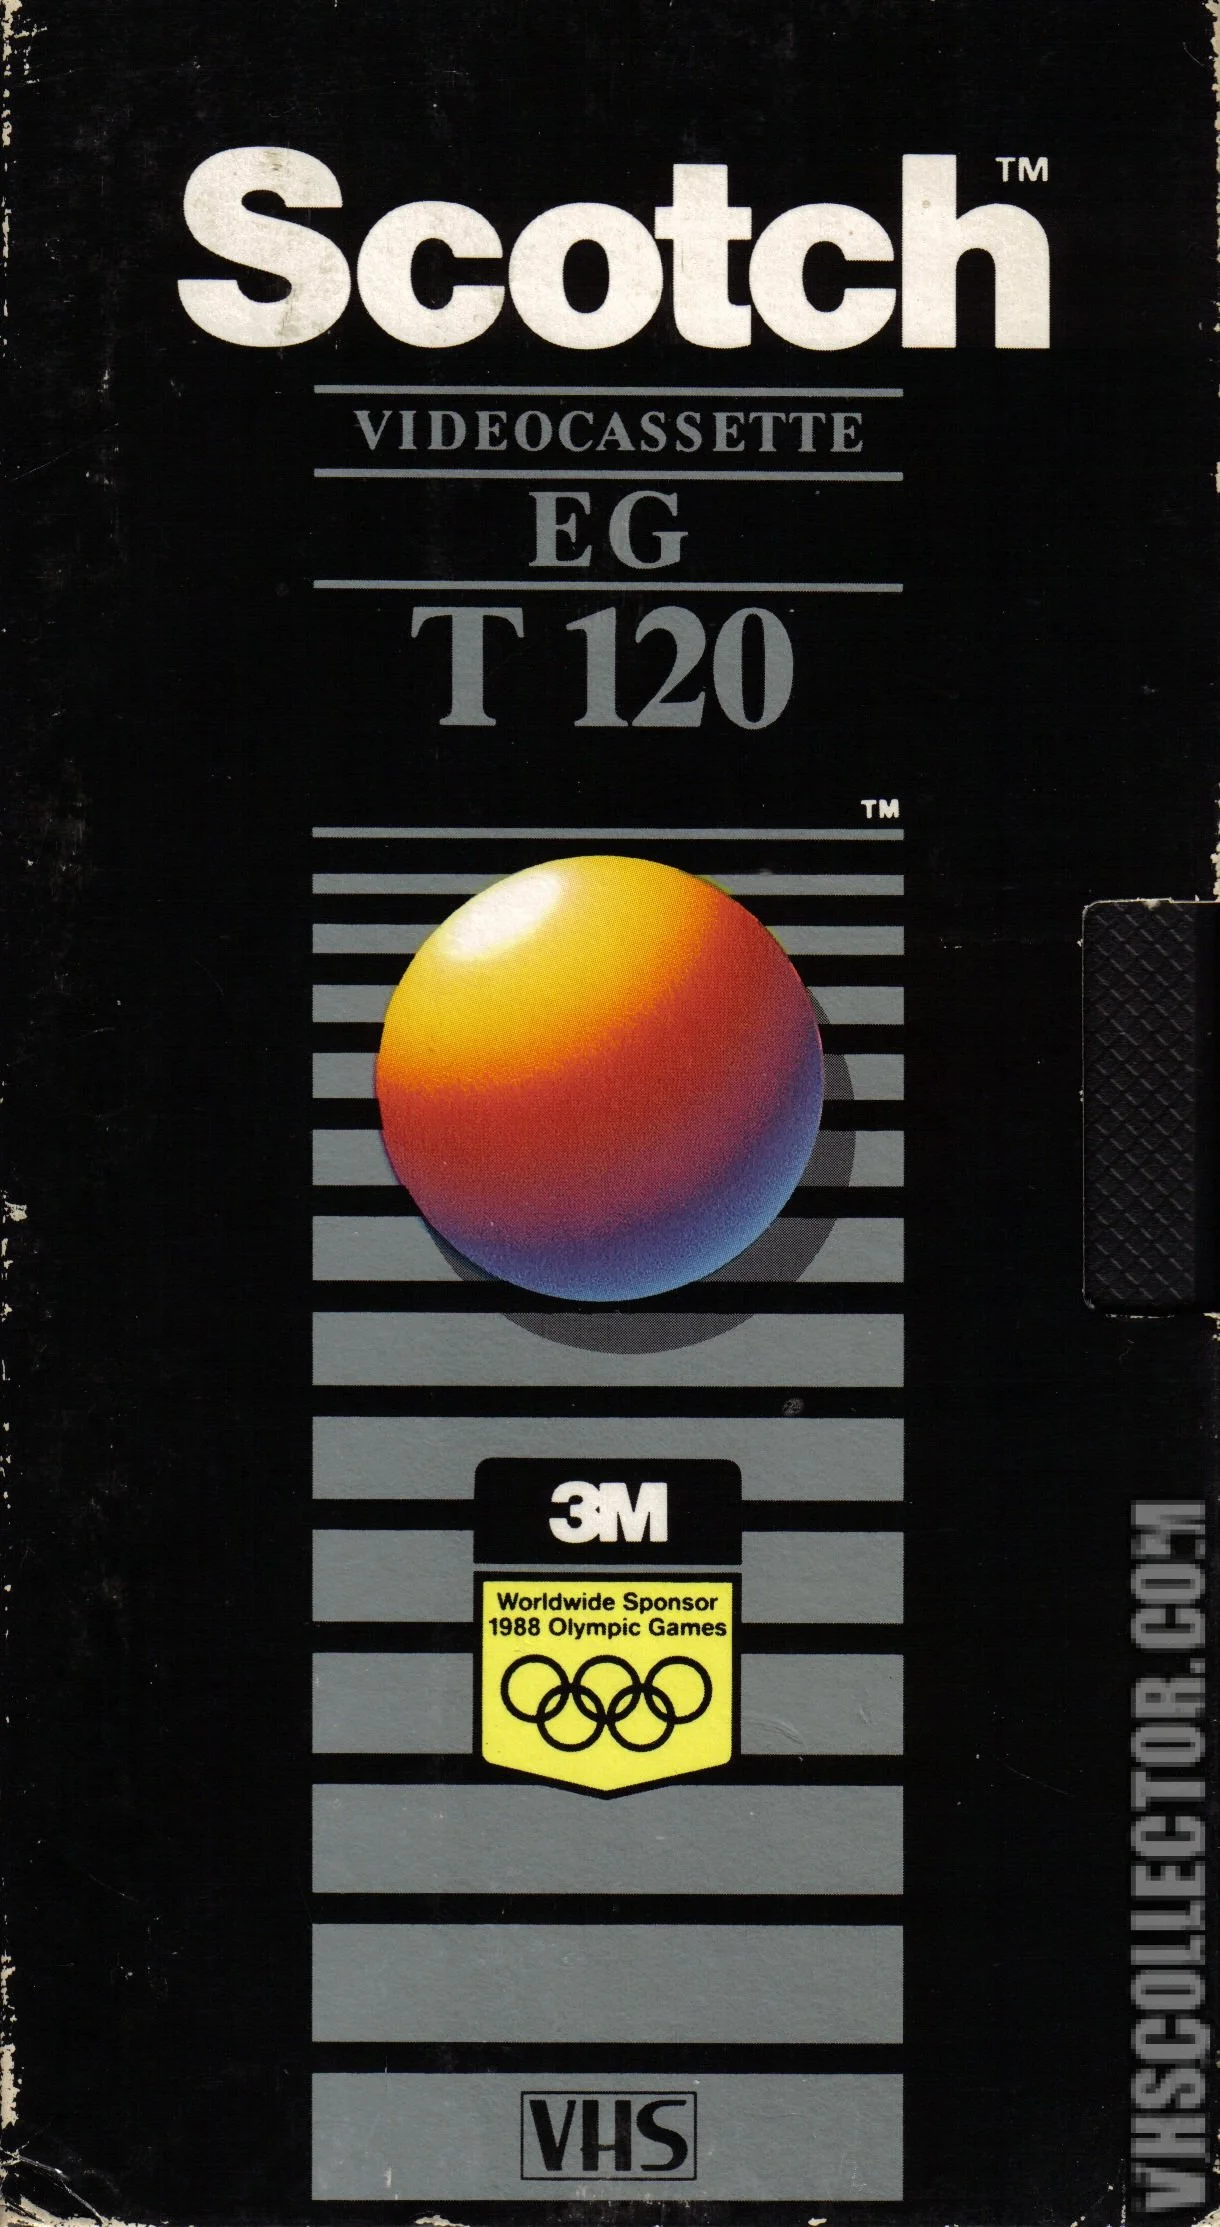 Scotch™
VIDEOCASSETTE
EG
T 120
TM
3M
Worldwide Sponsor
1988 Olympic Games
VHS
VHSCOLLECTOR.COM